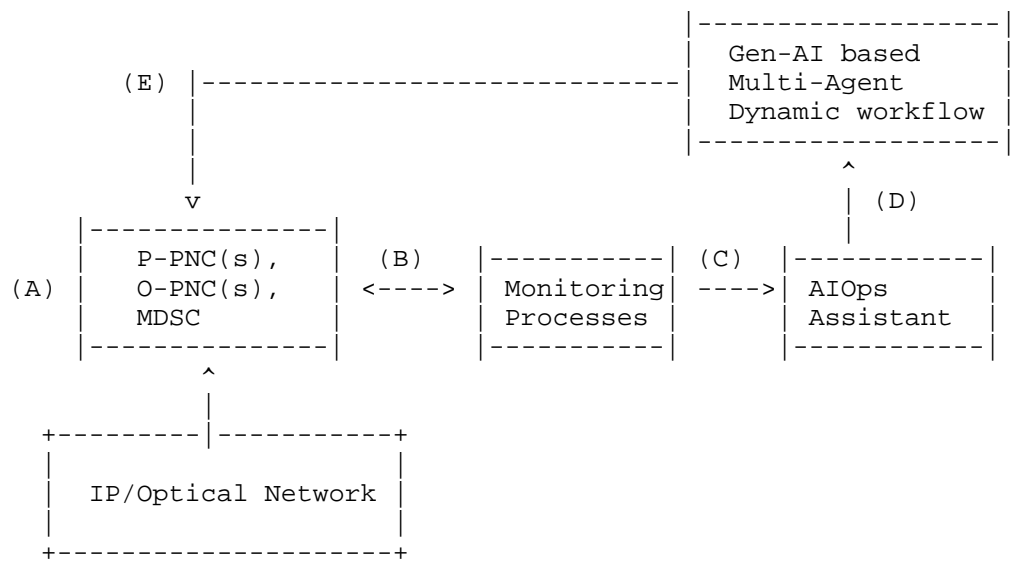 Gen-AI based
(E) Multi-Agent
Dynamic workflow
(D)
P-PNC(s), (B) (C)
(A) O-PNC(s), <----> Monitoring ----> AIOps
MDSC Processes Assistant
IP/Optical Network